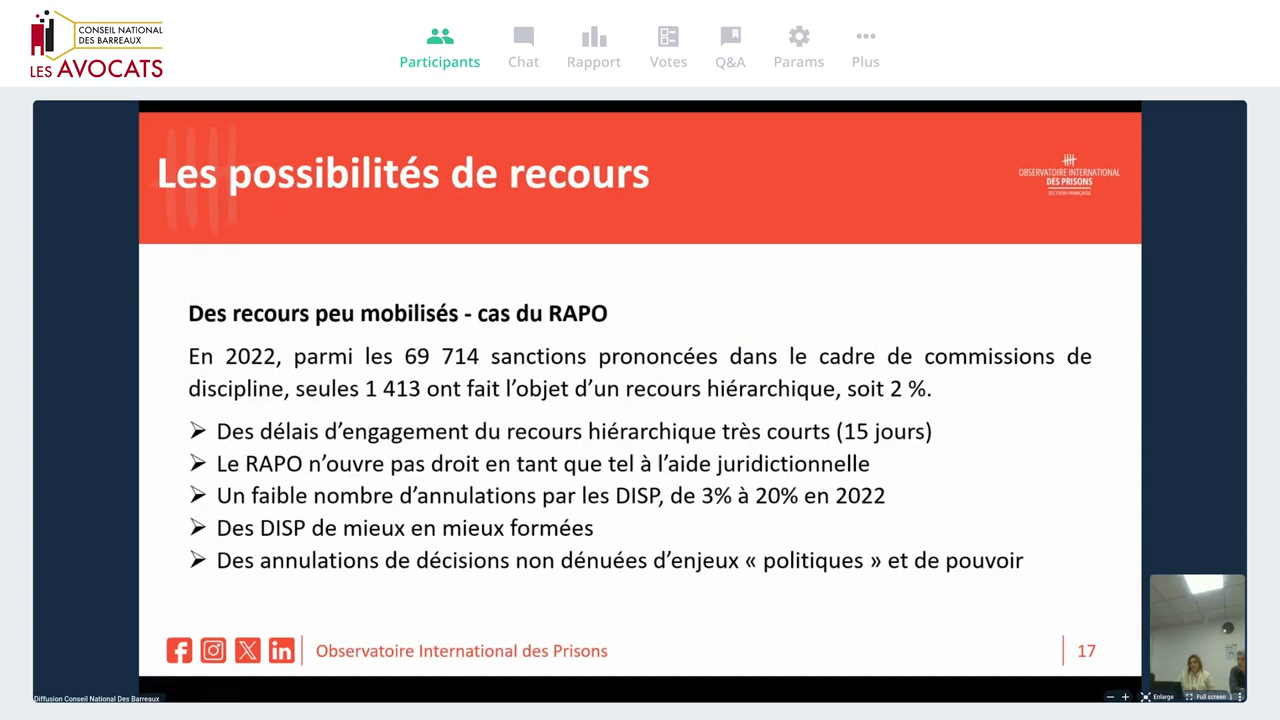 CONSEIL NATIONAL
DES BARREAUX
LES AVOCATS
Participants
Chat
Rapport
Votes
Q&A
Params
Plus
Les possibilités de recours
OBSERVATOIRE INTERNATIONAL
DES PRISONS
SECTION FRANÇAISE
Des recours peu mobilisés - cas du RAPO
En 2022, parmi les 69 714 sanctions prononcées dans le cadre de commissions de
discipline, seules 1 413 ont fait l’objet d’un recours hiérarchique, soit 2 %.
➢ Des délais d’engagement du recours hiérarchique très courts (15 jours)
➢ Le RAPO n’ouvre pas droit en tant que tel à l’aide juridictionnelle
➢ Un faible nombre d’annulations par les DISP, de 3% à 20% en 2022
➢ Des DISP de mieux en mieux formées
➢ Des annulations de décisions non dénuées d’enjeux « politiques » et de pouvoir
Observatoire International des Prisons
17
Diffusion Conseil National Des Barreaux
Enlarge
Full screen